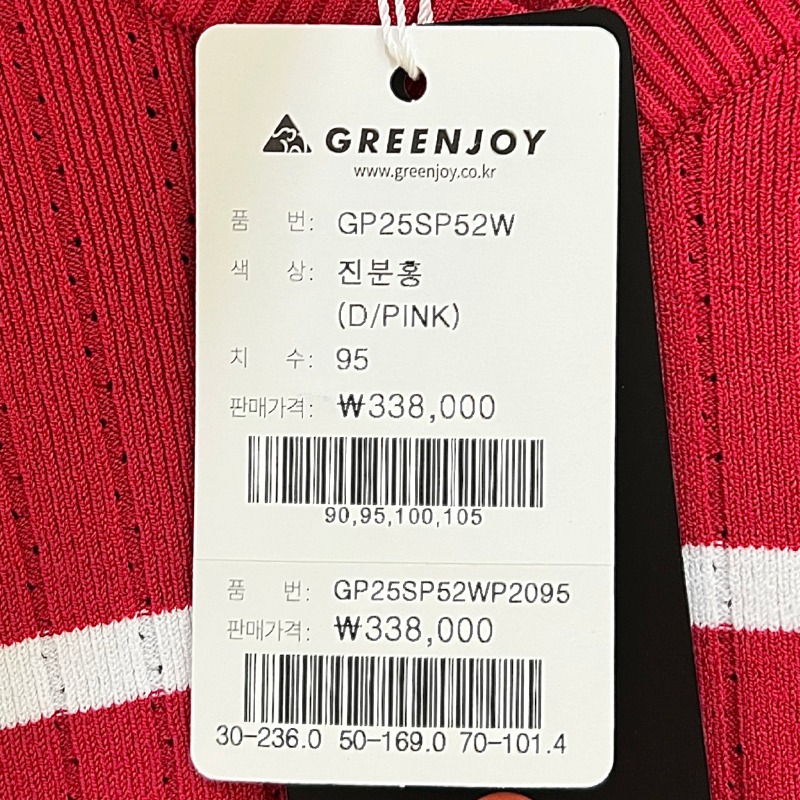 GREENJOY
www.greenjoy.co.kr
품 번: GP25SP52W
색 상: 진분홍
(D/PINK)
치 수: 95
판매가격: ₩338,000
90,95,100,105
품 번: GP25SP52WP2095
판매가격: ₩338,000
30-236.0 50-169.0 70-101.4